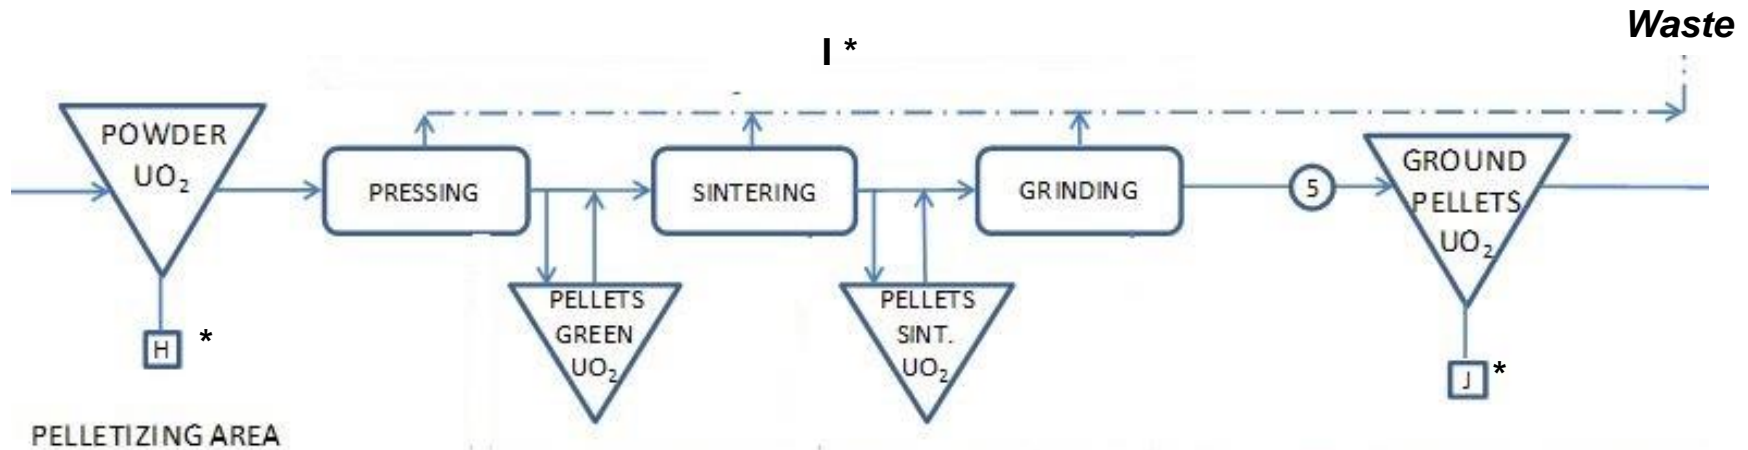 Waste
I *
POWDER
UO₂
PRESSING
SINTERING
GRINDING
5
GROUND
PELLETS
UO₂
PELLETS
GREEN
UO₂
PELLETS
SINT.
UO₂
H *
J *
PELLETIZING AREA